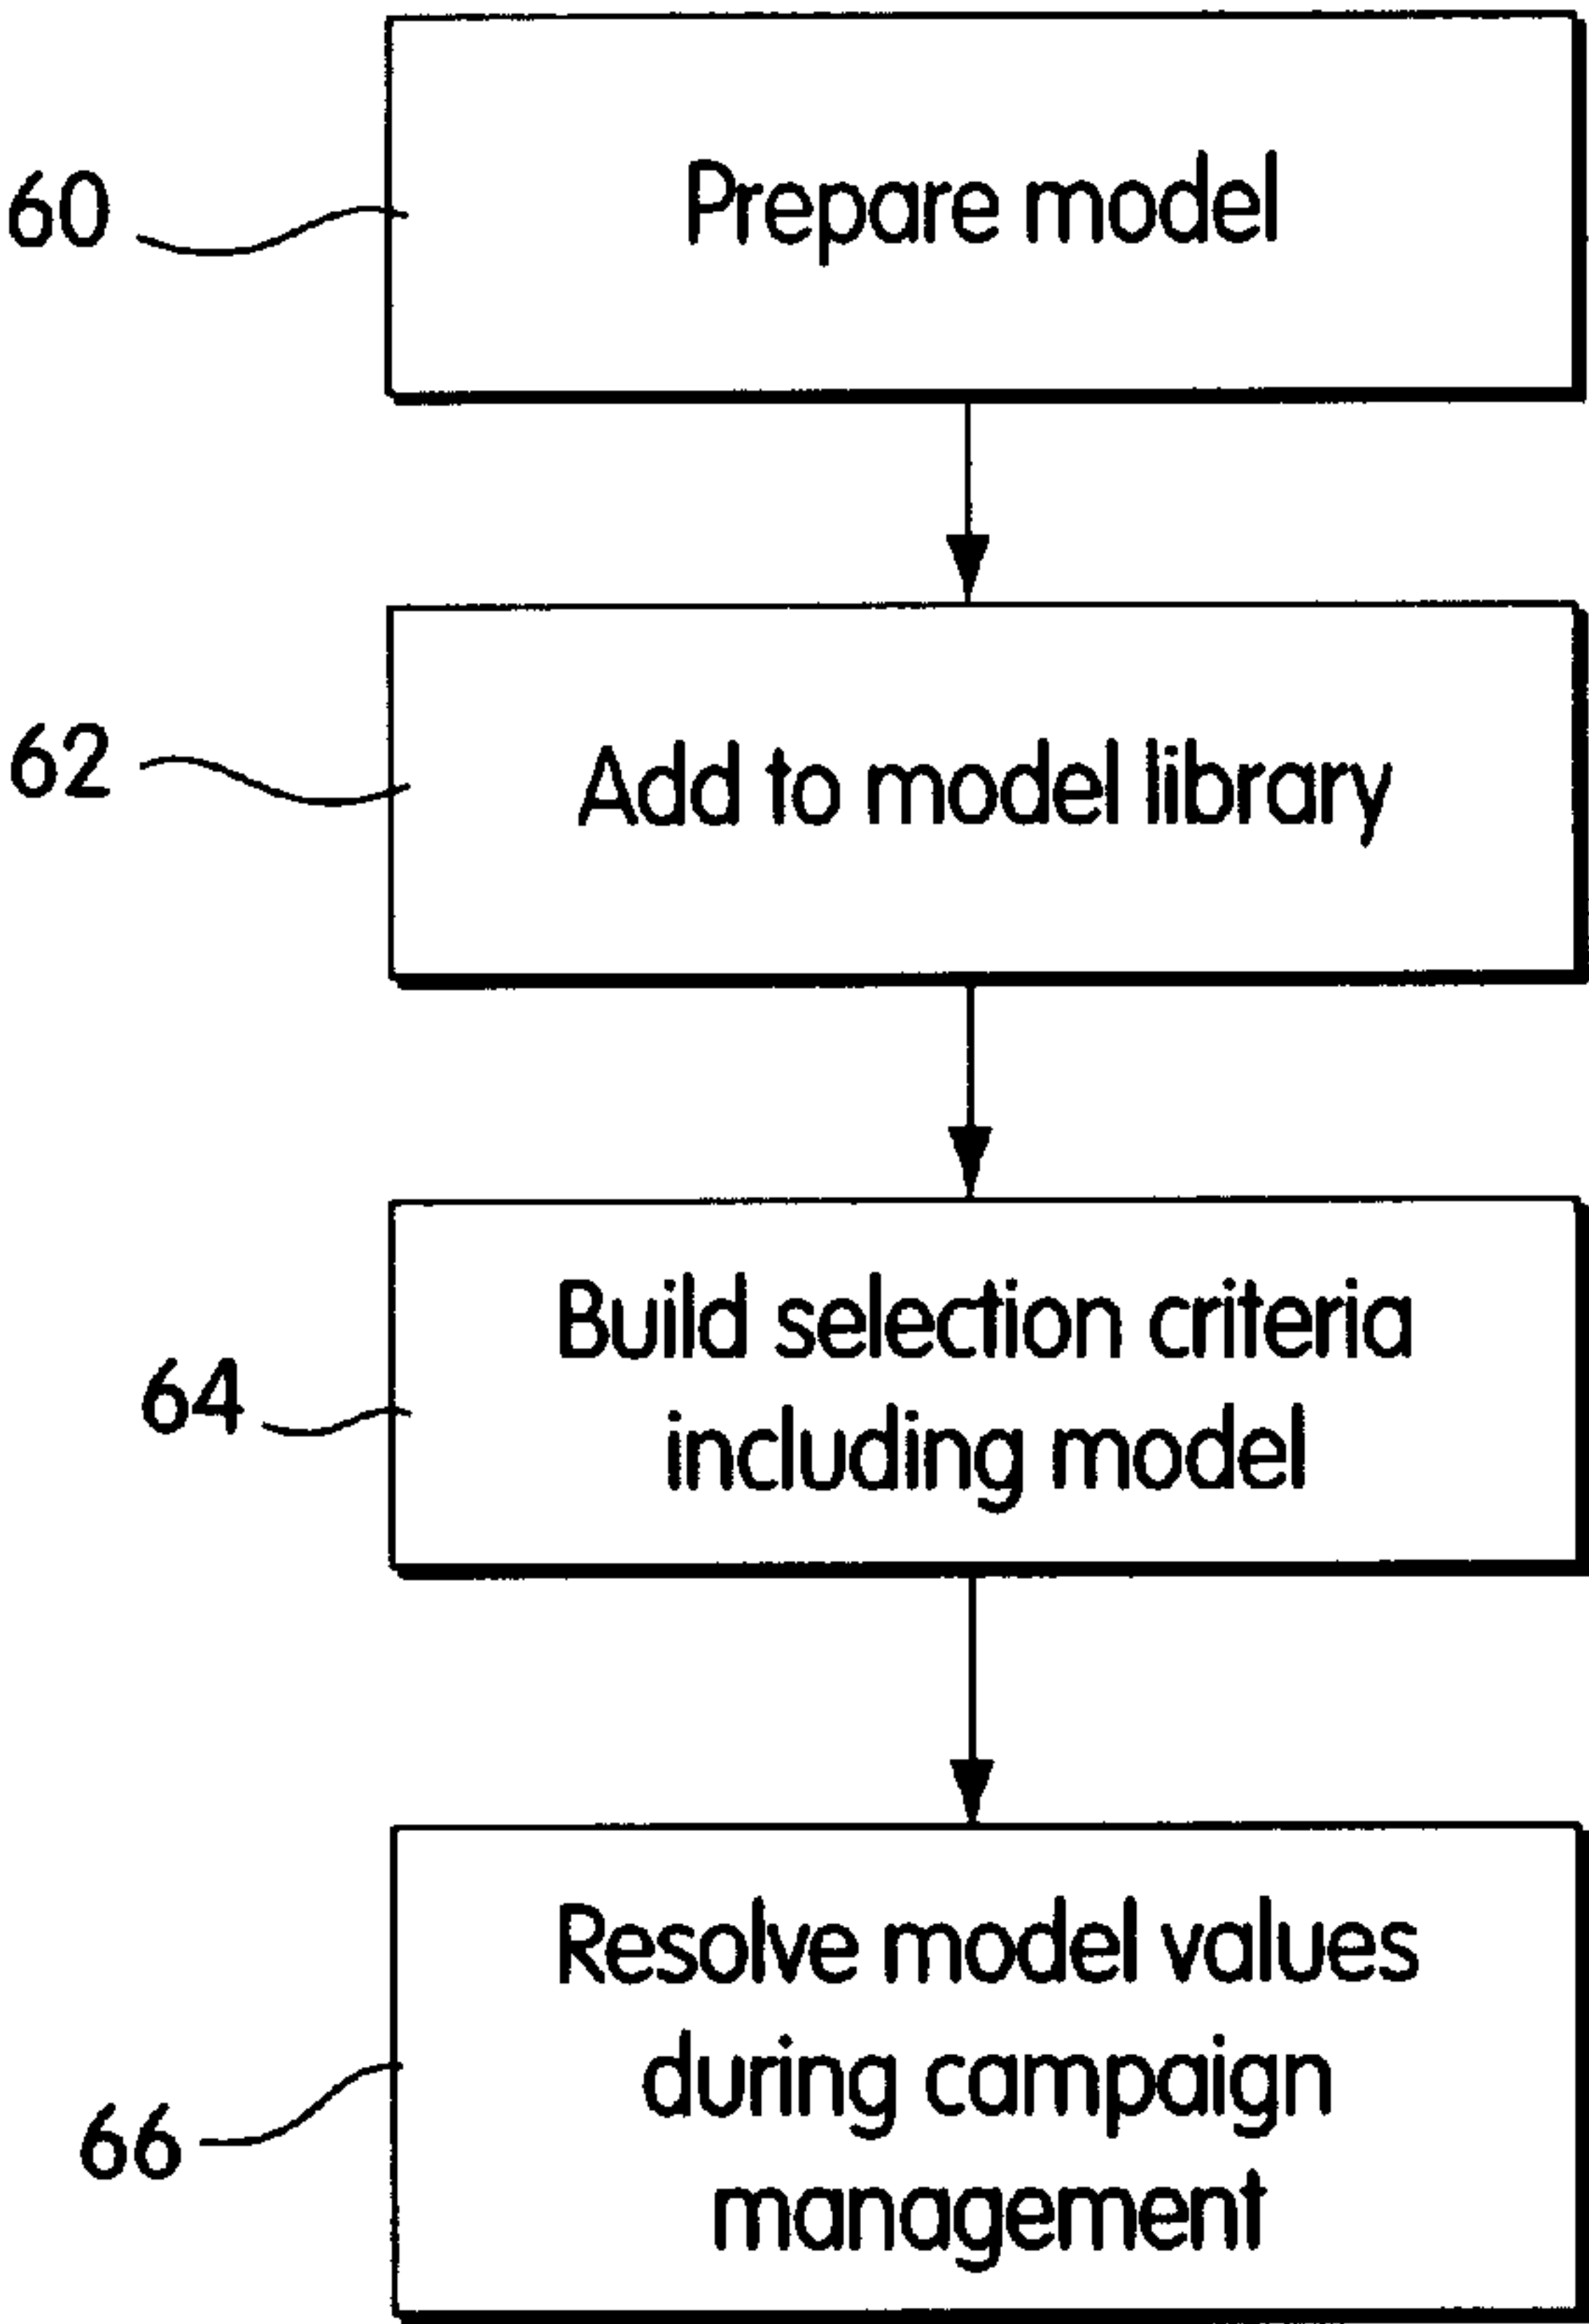 60
Prepare model
62
Add to model library
64
Build selection criteria
including model
66
Resolve model values
during campaign
management